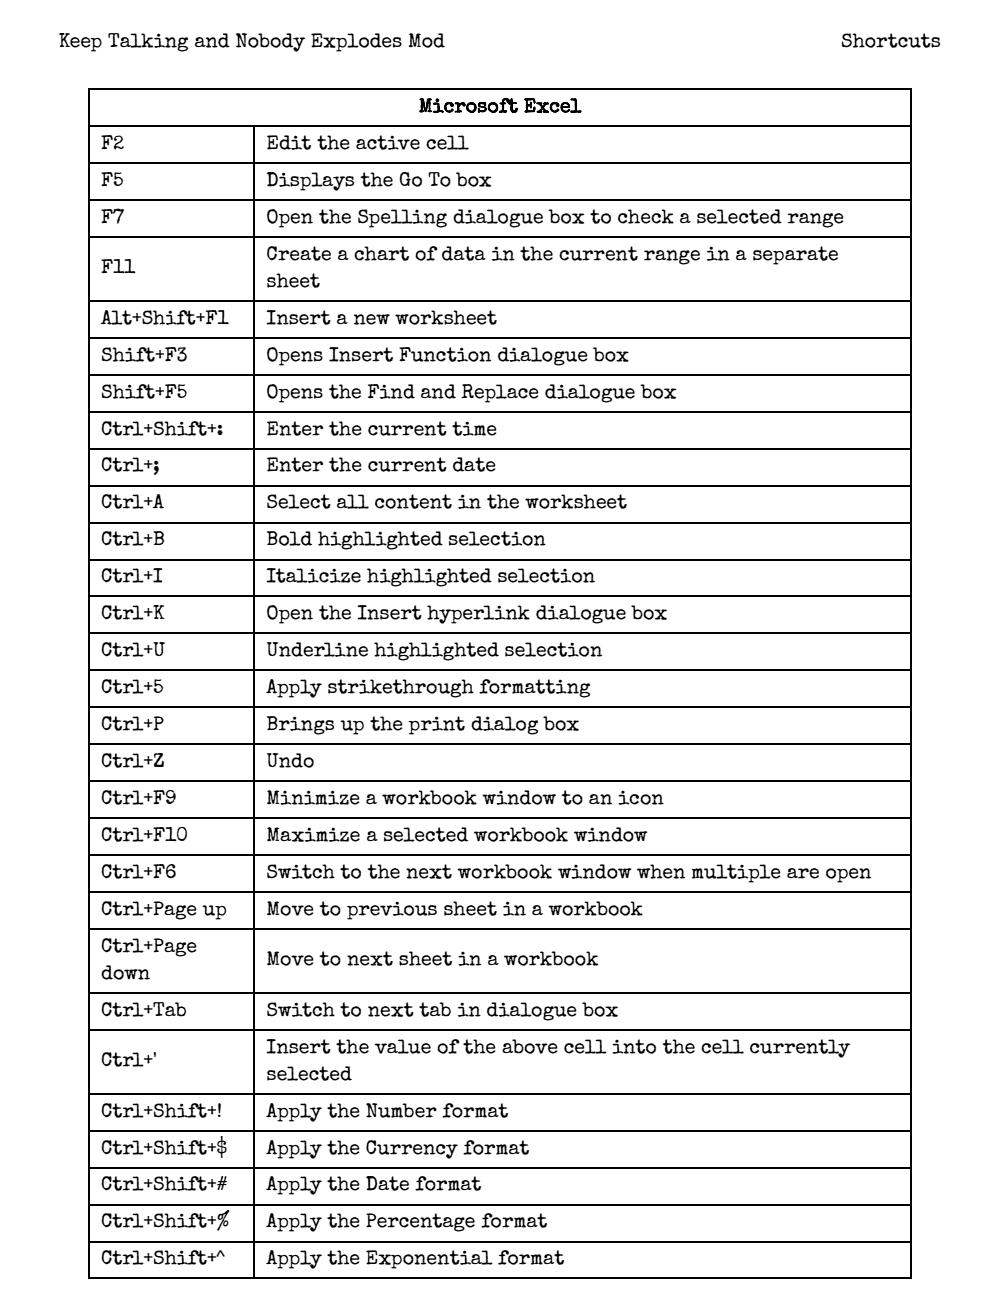 Keep Talking and Nobody Explodes Mod Shortcuts
Microsoft Excel
F2 Edit the active cell
F5 Displays the Go To box
F7 Open the Spelling dialogue box to check a selected range
F11 Create a chart of data in the current range in a separate
sheet
Alt+Shift+F1 Insert a new worksheet
Shift+F3 Opens Insert Function dialogue box
Shift+F5 Opens the Find and Replace dialogue box
Ctrl+Shift+: Enter the current time
Ctrl+; Enter the current date
Ctrl+A Select all content in the worksheet
Ctrl+B Bold highlighted selection
Ctrl+I Italicize highlighted selection
Ctrl+K Open the Insert hyperlink dialogue box
Ctrl+U Underline highlighted selection
Ctrl+5 Apply strikethrough formatting
Ctrl+P Brings up the print dialog box
Ctrl+Z Undo
Ctrl+F9 Minimize a workbook window to an icon
Ctrl+F10 Maximize a selected workbook window
Ctrl+F6 Switch to the next workbook window when multiple are open
Ctrl+Page up Move to previous sheet in a workbook
Ctrl+Page
down
Move to next sheet in a workbook
Ctrl+Tab Switch to next tab in dialogue box
Ctrl+' Insert the value of the above cell into the cell currently
selected
Ctrl+Shift+! Apply the Number format
Ctrl+Shift+$ Apply the Currency format
Ctrl+Shift+# Apply the Date format
Ctrl+Shift+% Apply the Percentage format
Ctrl+Shift+^ Apply the Exponential format